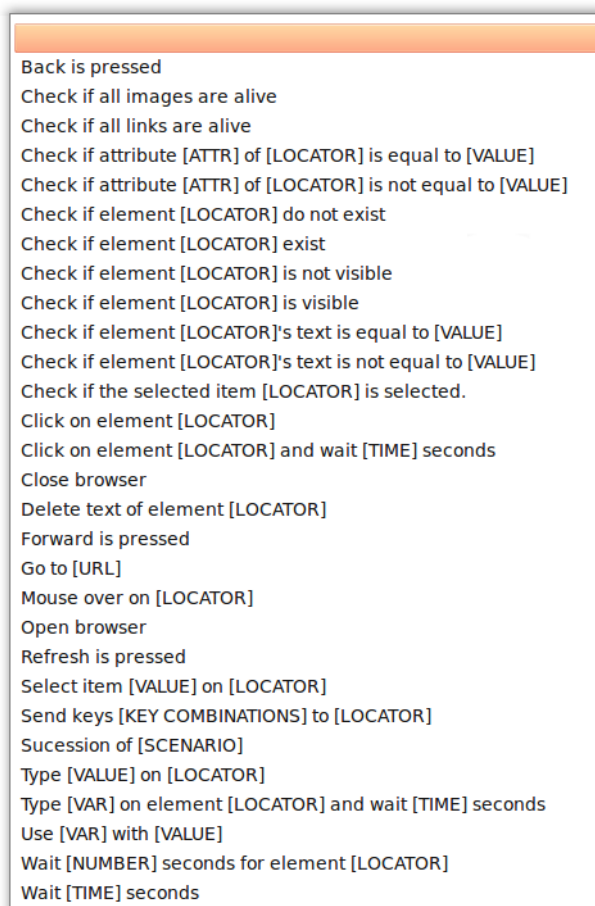 Back is pressed
Check if all images are alive
Check if all links are alive
Check if attribute [ATTR] of [LOCATOR] is equal to [VALUE]
Check if attribute [ATTR] of [LOCATOR] is not equal to [VALUE]
Check if element [LOCATOR] do not exist
Check if element [LOCATOR] exist
Check if element [LOCATOR] is not visible
Check if element [LOCATOR] is visible
Check if element [LOCATOR]'s text is equal to [VALUE]
Check if element [LOCATOR]'s text is not equal to [VALUE]
Check if the selected item [LOCATOR] is selected.
Click on element [LOCATOR]
Click on element [LOCATOR] and wait [TIME] seconds
Close browser
Delete text of element [LOCATOR]
Forward is pressed
Go to [URL]
Mouse over on [LOCATOR]
Open browser
Refresh is pressed
Select item [VALUE] on [LOCATOR]
Send keys [KEY COMBINATIONS] to [LOCATOR]
Sucession of [SCENARIO]
Type [VALUE] on [LOCATOR]
Type [VAR] on element [LOCATOR] and wait [TIME] seconds
Use [VAR] with [VALUE]
Wait [NUMBER] seconds for element [LOCATOR]
Wait [TIME] seconds